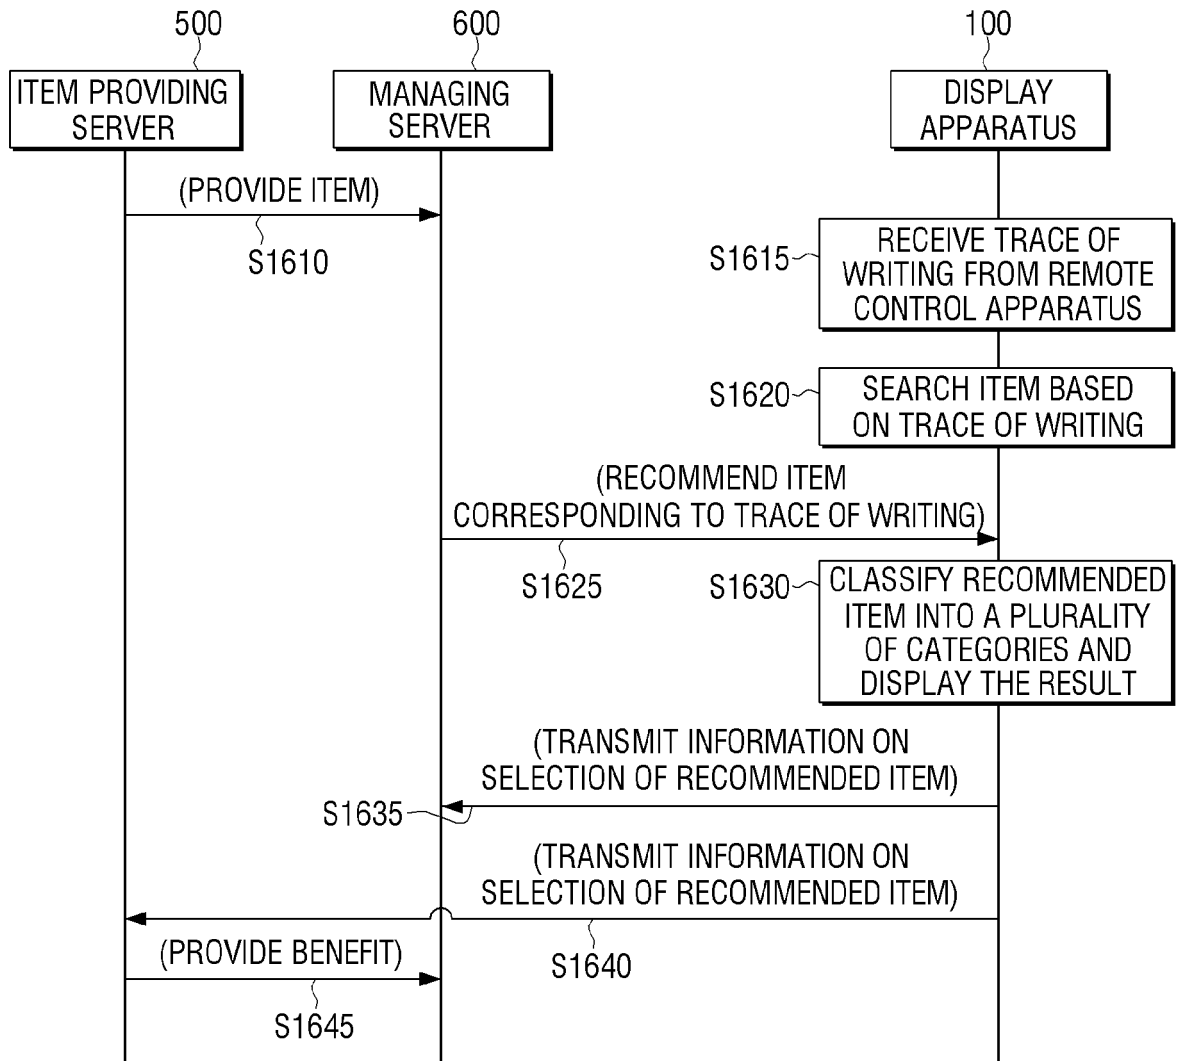 500
600
100
ITEM PROVIDING
SERVER
MANAGING
SERVER
DISPLAY
APPARATUS
(PROVIDE ITEM)
S1610
S1615
RECEIVE TRACE OF
WRITING FROM REMOTE
CONTROL APPARATUS
S1620
SEARCH ITEM BASED
ON TRACE OF WRITING
(RECOMMEND ITEM
CORRESPONDING TO TRACE OF WRITING)
S1625
S1630
CLASSIFY RECOMMENDED
ITEM INTO A PLURALITY
OF CATEGORIES AND
DISPLAY THE RESULT
(TRANSMIT INFORMATION ON
SELECTION OF RECOMMENDED ITEM)
S1635
(TRANSMIT INFORMATION ON
SELECTION OF RECOMMENDED ITEM)
S1640
(PROVIDE BENEFIT)
S1645